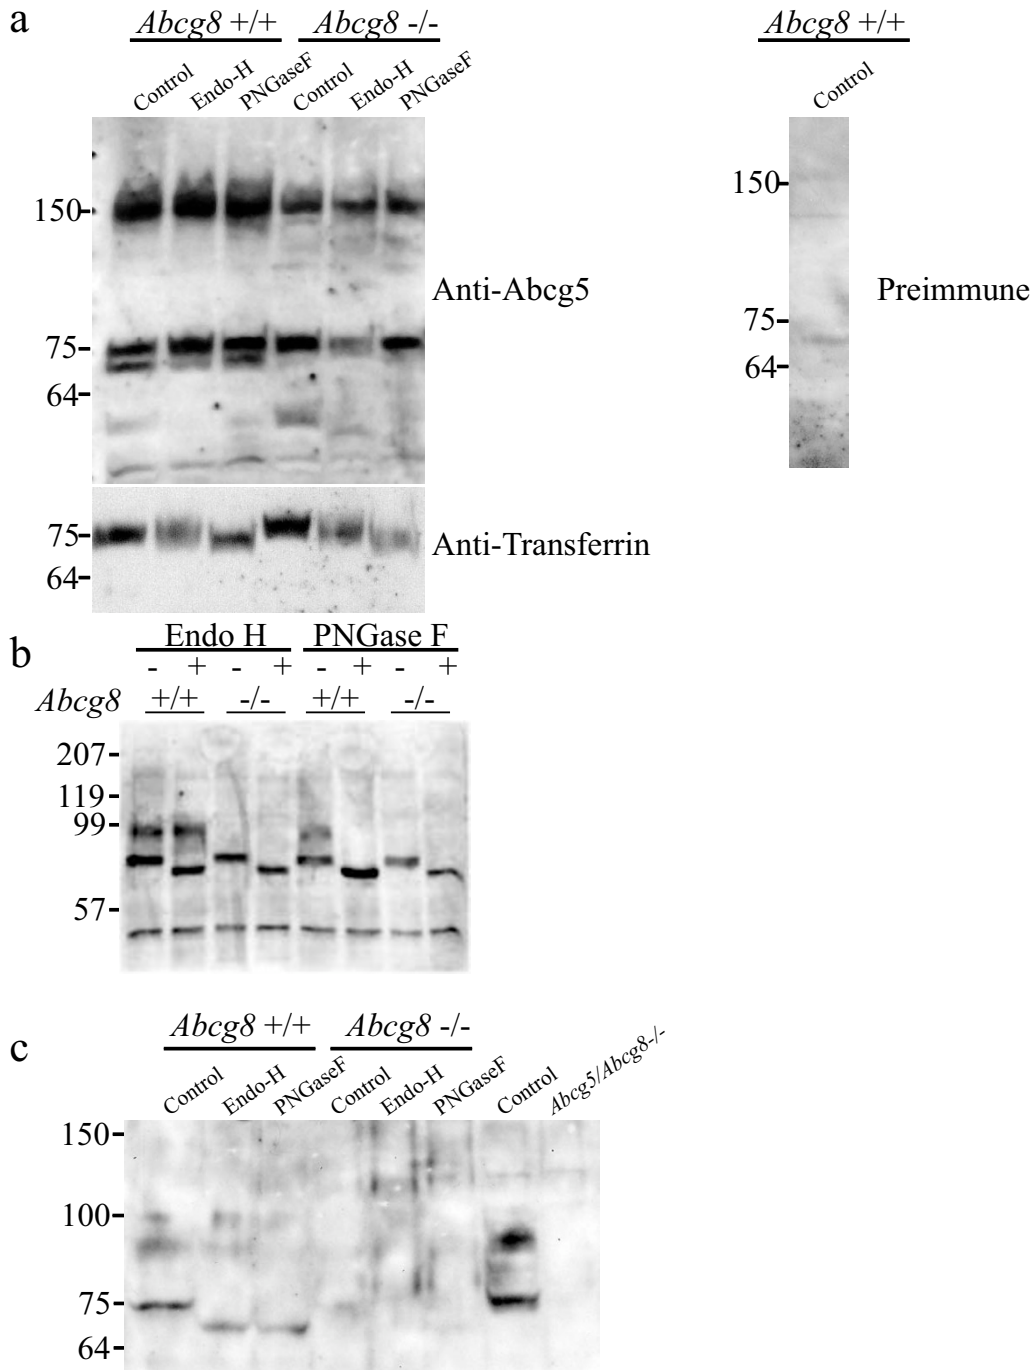 a
Abcg8 +/+ Abcg8 -/- Abcg8 +/+
Control Endo-H PNGaseF Control Endo-H PNGaseF Control
150
75
64
Anti-Abcg5
150
75
64
Preimmune
75
64
Anti-Transferrin
b
Endo H PNGase F
- + - + - + - +
Abcg8 +/+ -/- +/+ -/-
207
119
99
57
c
Abcg8 +/+ Abcg8 -/-
Control Endo-H PNGaseF Control Endo-H PNGaseF Control Abcg5/Abcg8-/-
150
100
75
64